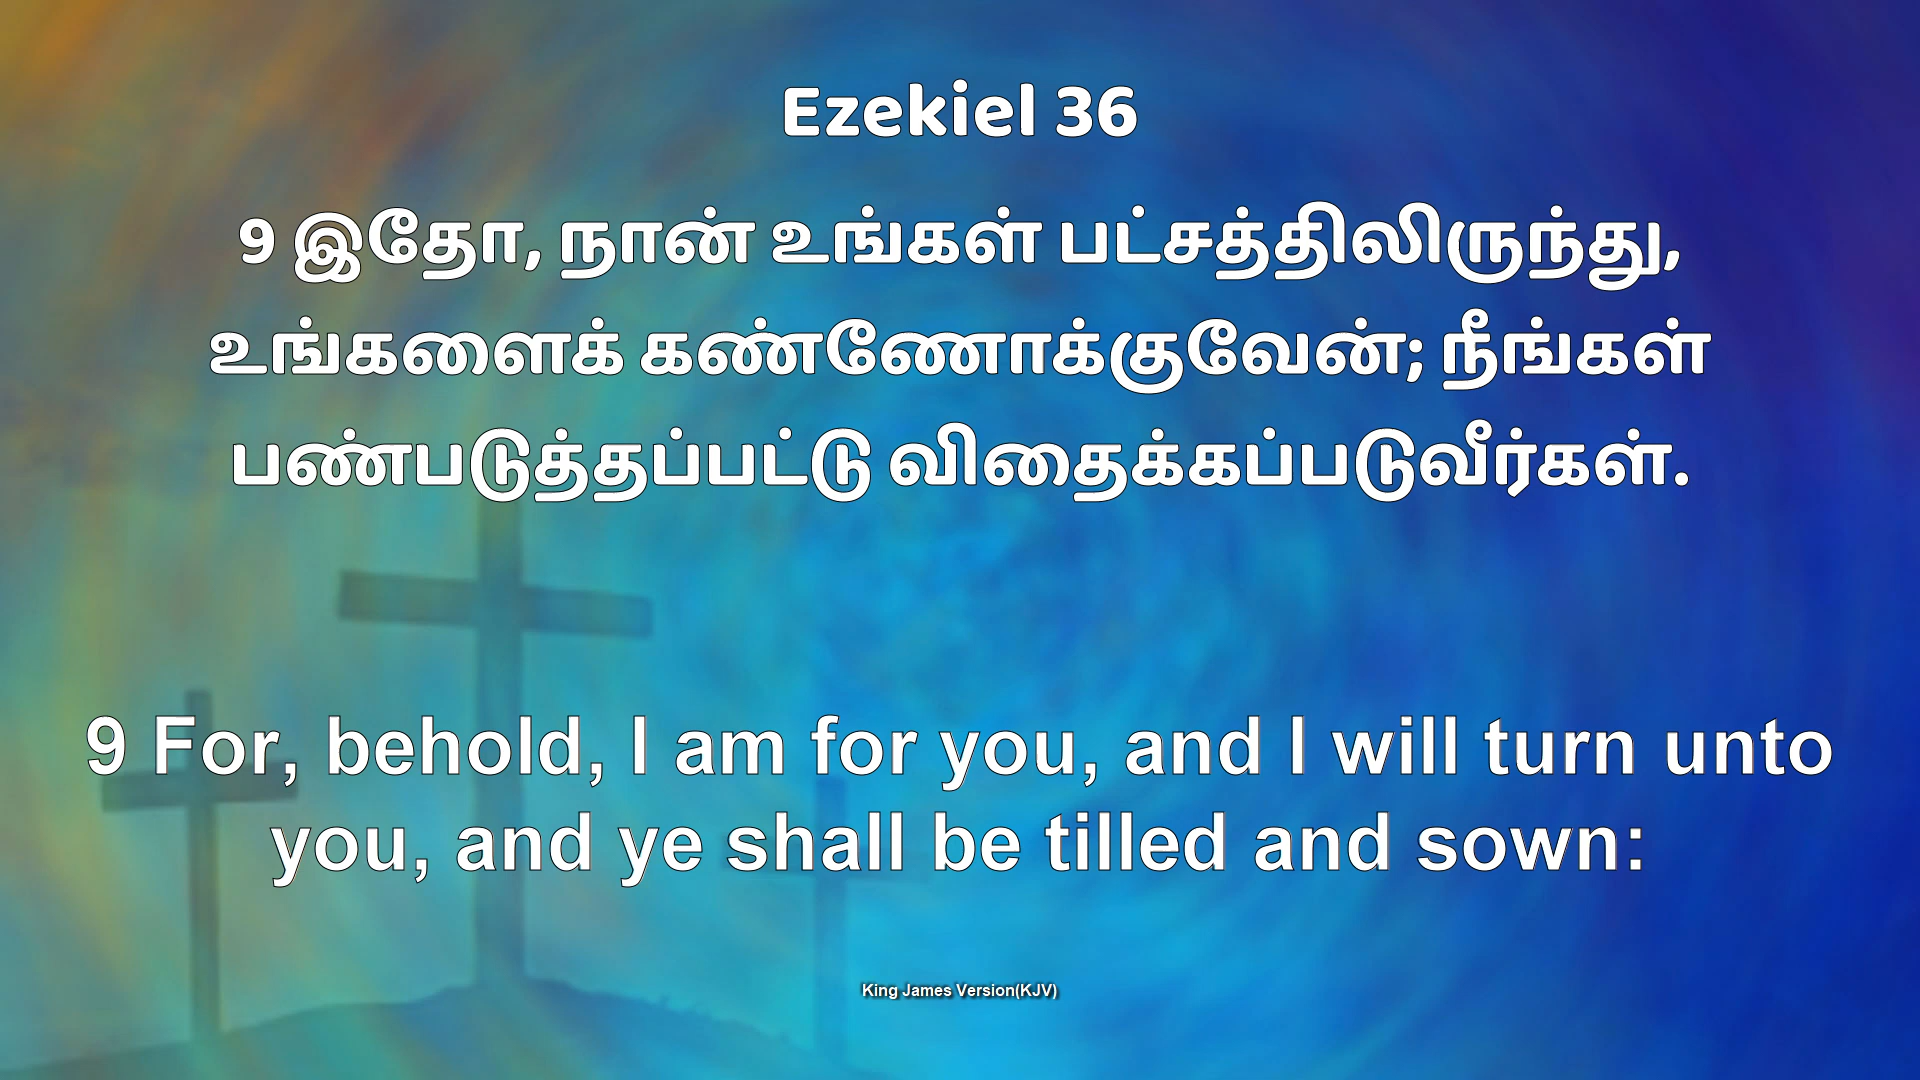 Ezekiel 36
9 இதோ, நான் உங்கள் பட்சத்திலிருந்து,
உங்களைக் கண்ணோக்குவேன்; நீங்கள்
பண்படுத்தப்பட்டு விதைக்கப்படுவீர்கள்.
9 For, behold, I am for you, and I will turn unto
you, and ye shall be tilled and sown:
King James Version(KJV)